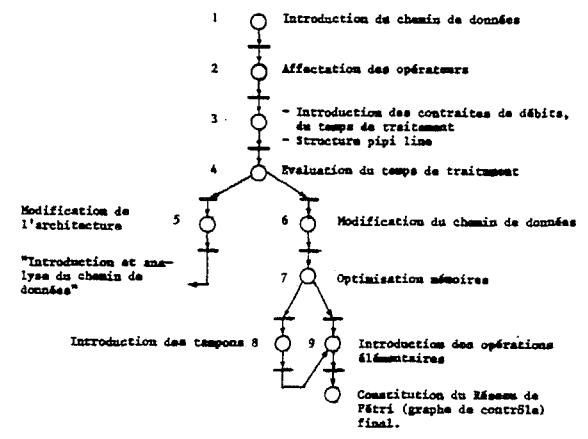 1 Introduction du chemin de données
2 Affectation des opérateurs
3 - Introduction des contraites de débits,
du temps de traitement
- Structure pipi line
4 Evaluation du temps de traitement
Modification de
l'architecture
5
6 Modification du chemin de données
"Introduction et ana-
lyse du chemin de
données"
7 Optimisation mémoires
Introduction des tampons 8
9 Introduction des opérations
élémentaires
Constitution du Réseau de
Pétri (graphe de contrôle)
final.